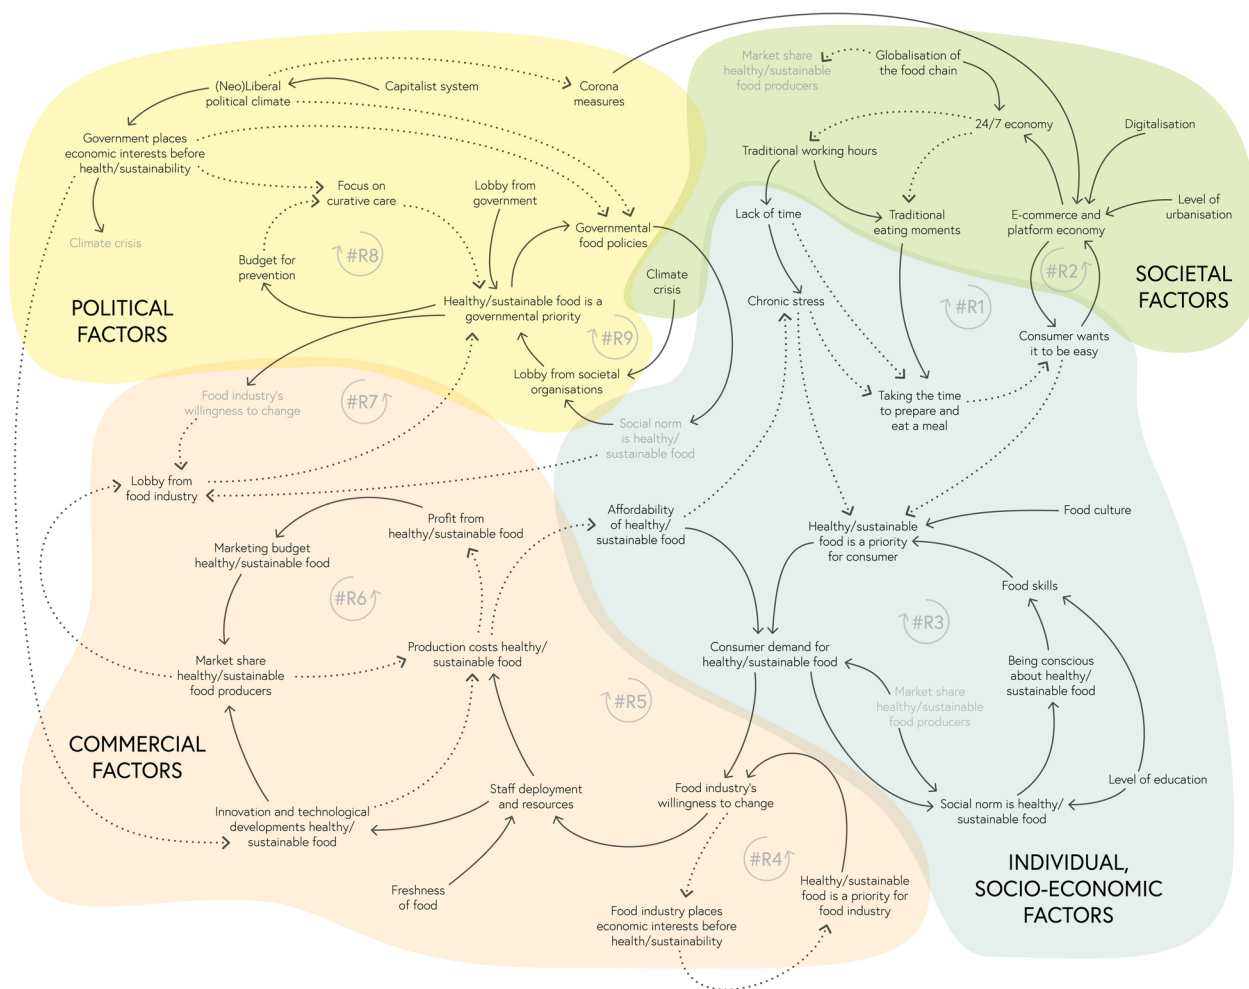 Market share
healthy/sustainable
food producers
Globalisation of
the food chain
(Neo)Liberal
political climate
Capitalist system
Corona
measures
24/7 economy
Digitalisation
Government places
economic interests before
health/sustainability
Traditional working hours
Focus on
curative care
Lobby from
government
Lack of time
Traditional
eating moments
E-commerce and
platform economy
Level of
urbanisation
Climate crisis
Governmental
food policies
#R8
Budget for
prevention
Climate
crisis
#R2
SOCIETAL
FACTORS
POLITICAL
FACTORS
Healthy/sustainable food is a
governmental priority
Chronic stress
#R1
#R9
Consumer wants
it to be easy
Lobby from societal
organisations
Food industry's
willingness to change
#R7
Taking the time
to prepare and
eat a meal
Social norm
is healthy/
sustainable food
Lobby from
food industry
Affordability
of healthy/
sustainable food
Profit from
healthy/sustainable food
Healthy/sustainable
food is a priority
for consumer
Food culture
Marketing budget
healthy/sustainable food
#R6
Food skills
#R3
Production costs healthy/
sustainable food
Consumer demand for
healthy/sustainable food
Market share
healthy/sustainable
food producers
Being conscious
about healthy/
sustainable food
Market share
healthy/sustainable
food producers
#R5
COMMERCIAL
FACTORS
Staff deployment
and resources
Food industry's
willingness to change
Level of education
Innovation and technological
developments healthy/
sustainable food
Social norm is healthy/
sustainable food
#R4
Freshness
of food
Healthy/sustainable
food is a priority for
food industry
INDIVIDUAL,
SOCIO-ECONOMIC
FACTORS
Food industry places
economic interests before
health/sustainability